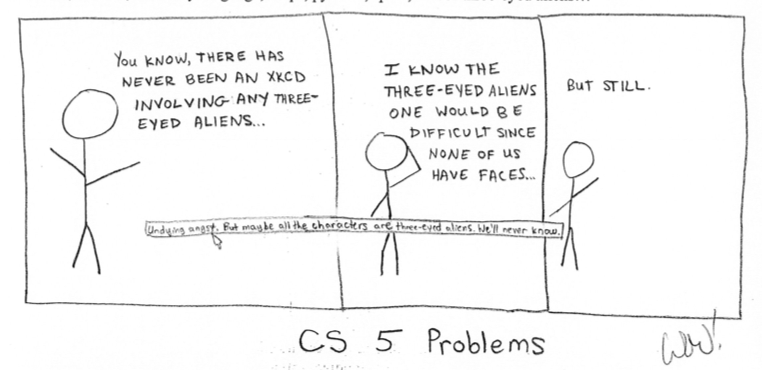 You know, there has
never been an xkcd
involving any three-
eyed aliens...
I know the
three-eyed aliens
one would be
difficult since
none of us
have faces...
But still.
Undying angst. But maybe all the characters are three-eyed aliens. We'll never know.
CS 5 Problems
Wow!